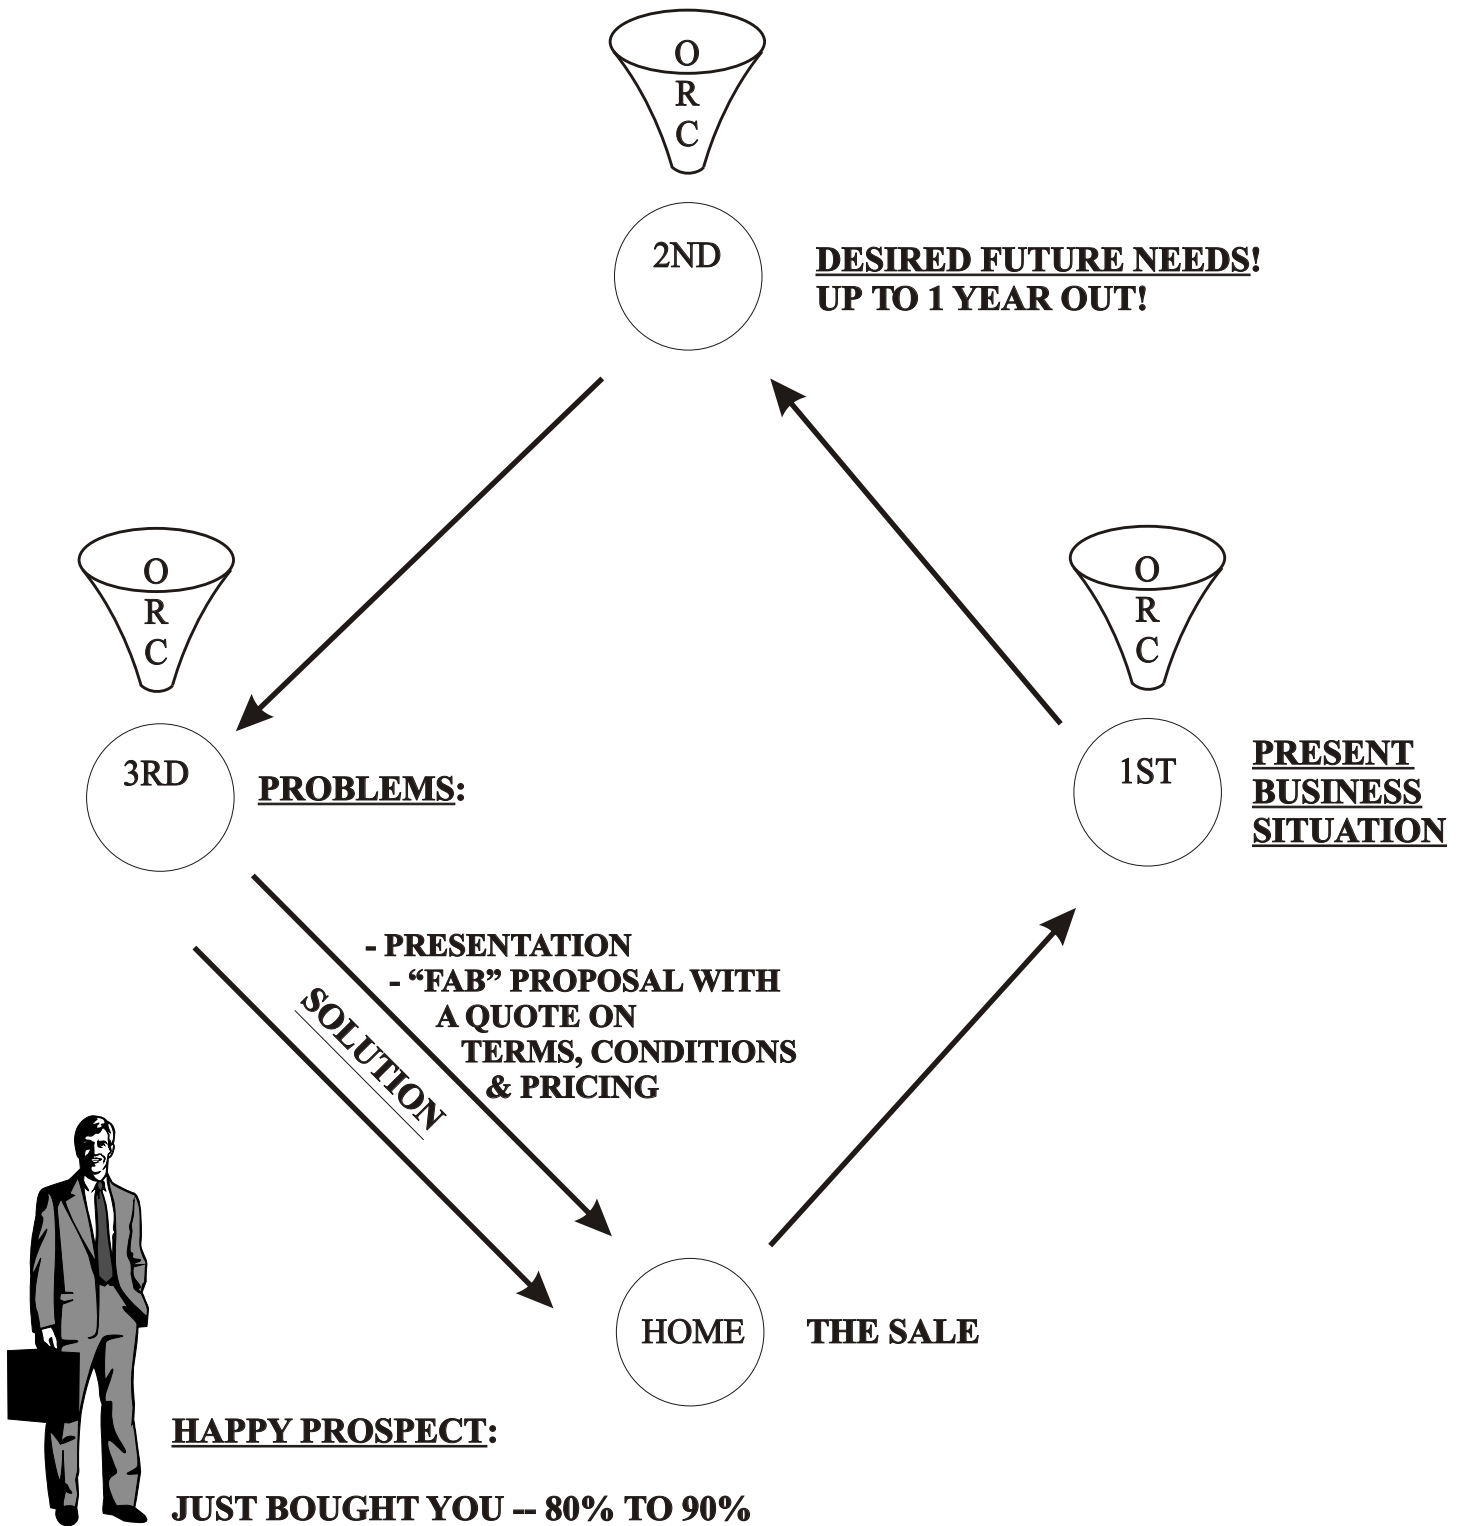 O
R
C
2ND
DESIRED FUTURE NEEDS!
UP TO 1 YEAR OUT!
O
R
C
3RD
PROBLEMS:
O
R
C
1ST
PRESENT
BUSINESS
SITUATION
SOLUTION
- PRESENTATION
- “FAB” PROPOSAL WITH
A QUOTE ON
TERMS, CONDITIONS
& PRICING
HOME
THE SALE
HAPPY PROSPECT:
JUST BOUGHT YOU -- 80% TO 90%